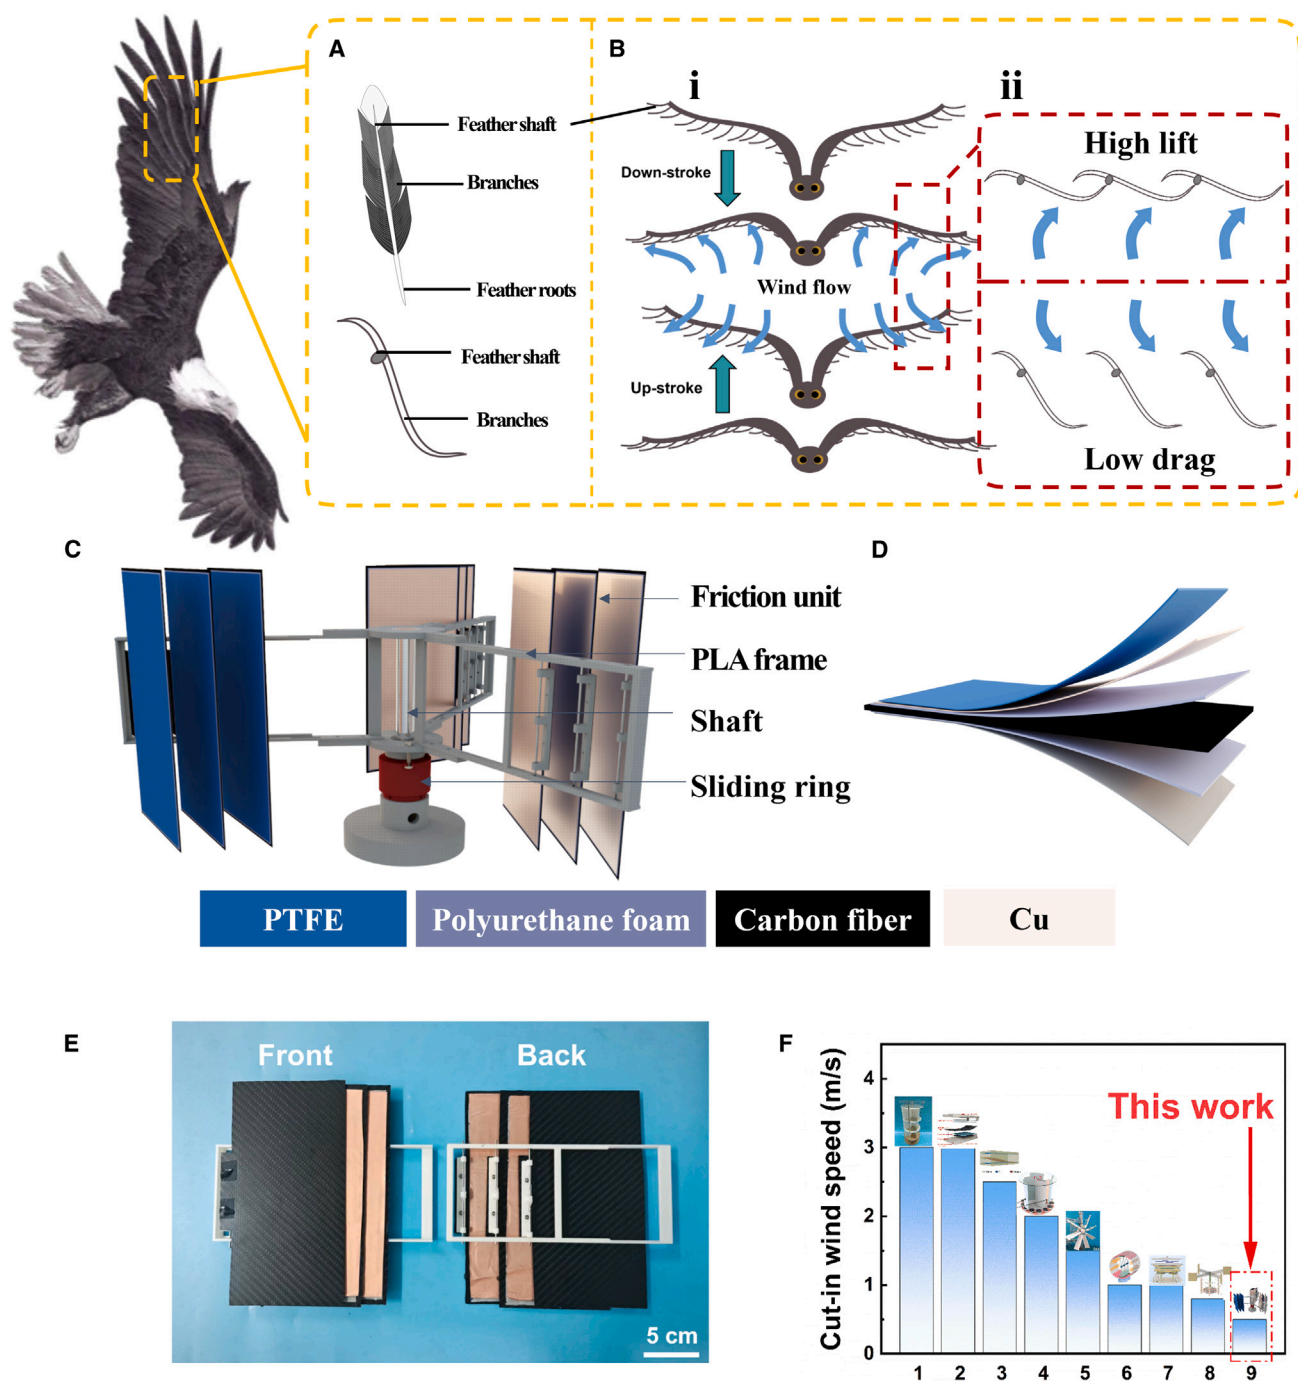 A
Feather shaft
Branches
Feather roots
Feather shaft
Branches
B
i
Down-stroke
Wind flow
Up-stroke
ii
High lift
Low drag
C
Friction unit
PLA frame
Shaft
Sliding ring
D
PTFE
Polyurethane foam
Carbon fiber
Cu
E
Front
Back
5 cm
F
Cut-in wind speed (m/s)
4
3
2
1
0
This work
1 2 3 4 5 6 7 8 9